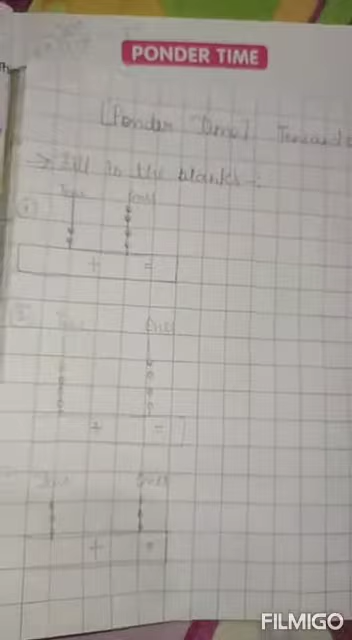 PONDER TIME
[Ponder Time]
> Fill in the blanks :-
Tens Ones
+ =
Tens Ones
+ =
Tens Ones
+ =
FILMIGO